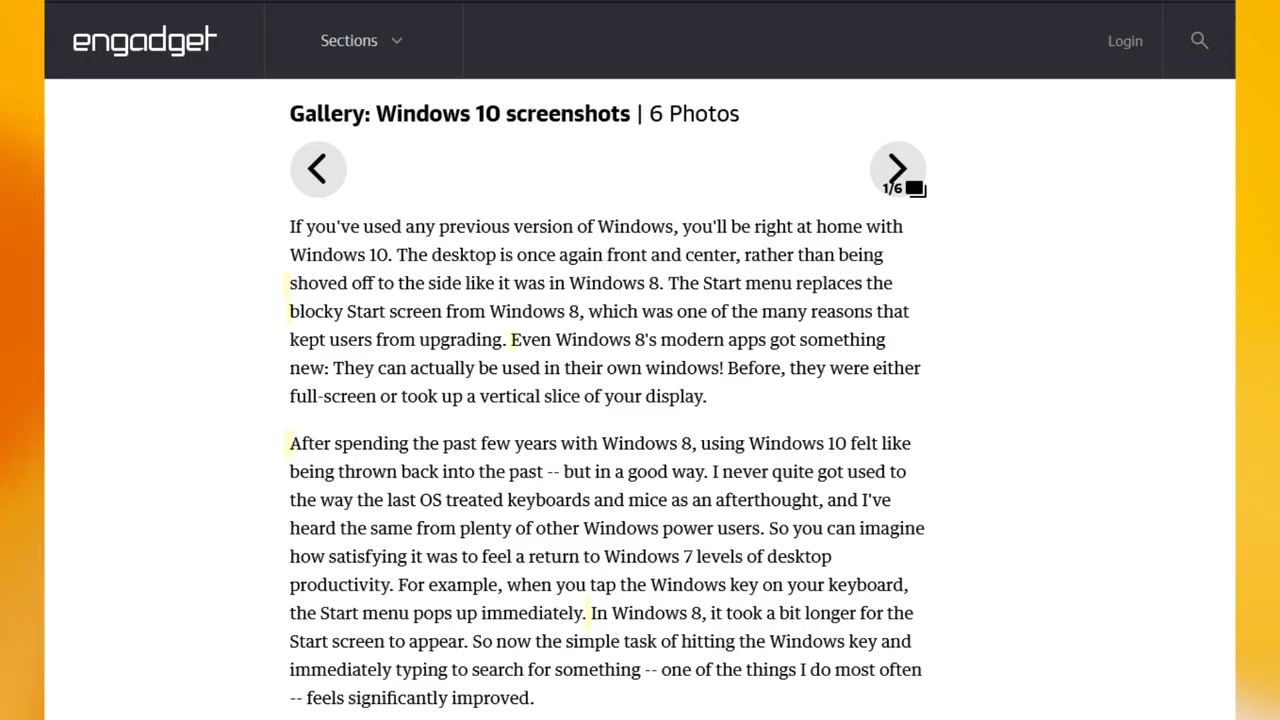 engadget
Sections
Login
Gallery: Windows 10 screenshots | 6 Photos
1/6
If you've used any previous version of Windows, you'll be right at home with
Windows 10. The desktop is once again front and center, rather than being
shoved off to the side like it was in Windows 8. The Start menu replaces the
blocky Start screen from Windows 8, which was one of the many reasons that
kept users from upgrading. Even Windows 8's modern apps got something
new: They can actually be used in their own windows! Before, they were either
full-screen or took up a vertical slice of your display.
After spending the past few years with Windows 8, using Windows 10 felt like
being thrown back into the past -- but in a good way. I never quite got used to
the way the last OS treated keyboards and mice as an afterthought, and I've
heard the same from plenty of other Windows power users. So you can imagine
how satisfying it was to feel a return to Windows 7 levels of desktop
productivity. For example, when you tap the Windows key on your keyboard,
the Start menu pops up immediately. In Windows 8, it took a bit longer for the
Start screen to appear. So now the simple task of hitting the Windows key and
immediately typing to search for something -- one of the things I do most often
-- feels significantly improved.